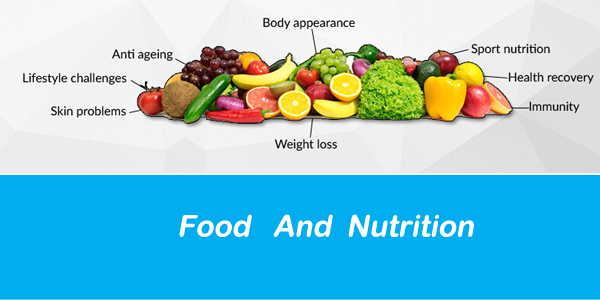 Body appearance
Anti ageing
Sport nutrition
Lifestyle challenges
Health recovery
Skin problems
Immunity
Weight loss
Food And Nutrition